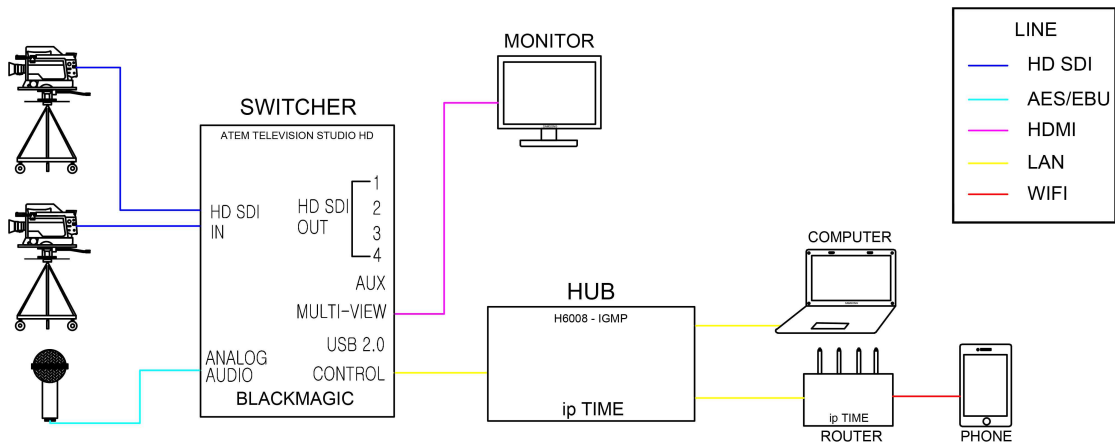 LINE
HD SDI
AES/EBU
HDMI
LAN
WIFI
MONITOR
SWITCHER
ATEM TELEVISION STUDIO HD
HD SDI
IN
HD SDI
OUT
1
2
3
4
AUX
MULTI-VIEW
USB 2.0
ANALOG
AUDIO
CONTROL
BLACKMAGIC
HUB
H6008 - IGMP
ip TIME
COMPUTER
ip TIME
ROUTER
PHONE